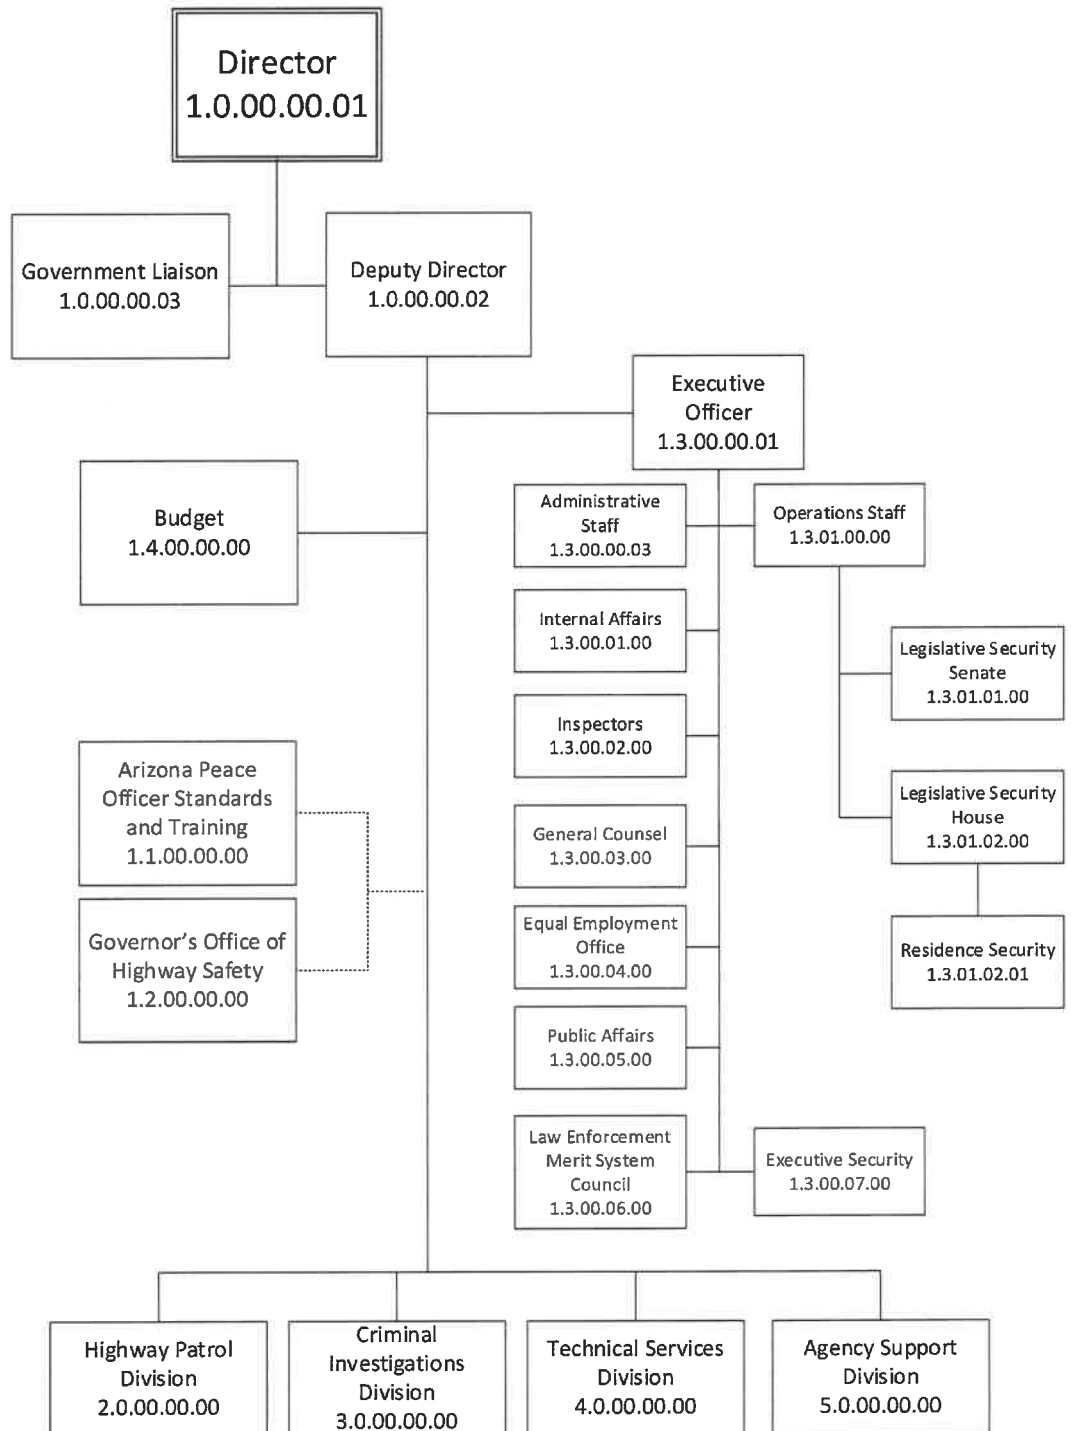 Director
1.0.00.00.01
Government Liaison
1.0.00.00.03
Deputy Director
1.0.00.00.02
Executive
Officer
1.3.00.00.01
Budget
1.4.00.00.00
Administrative
Staff
1.3.00.00.03
Operations Staff
1.3.01.00.00
Internal Affairs
1.3.00.01.00
Legislative Security
Senate
1.3.01.01.00
Inspectors
1.3.00.02.00
Arizona Peace
Officer Standards
and Training
1.1.00.00.00
Legislative Security
House
1.3.01.02.00
General Counsel
1.3.00.03.00
Governor's Office of
Highway Safety
1.2.00.00.00
Equal Employment
Office
1.3.00.04.00
Residence Security
1.3.01.02.01
Public Affairs
1.3.00.05.00
Law Enforcement
Merit System
Council
1.3.00.06.00
Executive Security
1.3.00.07.00
Highway Patrol
Division
2.0.00.00.00
Criminal
Investigations
Division
3.0.00.00.00
Technical Services
Division
4.0.00.00.00
Agency Support
Division
5.0.00.00.00